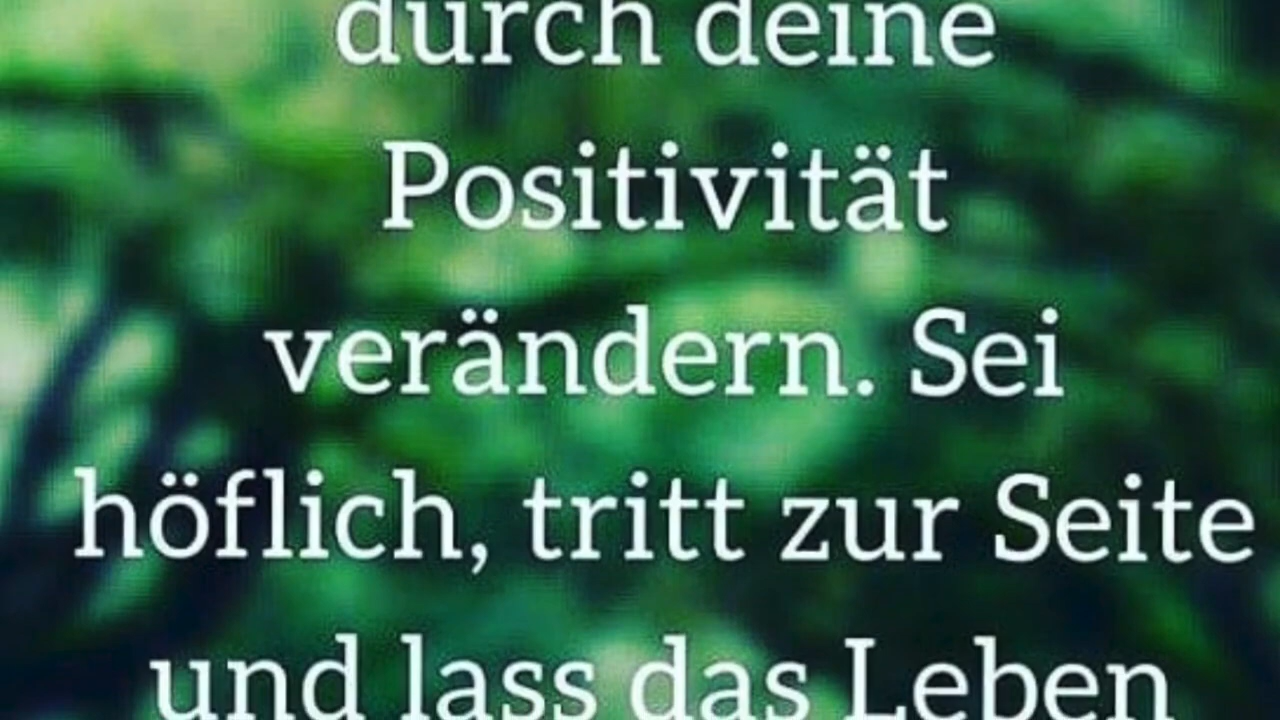 durch deine
Positivität
verändern. Sei
höflich, tritt zur Seite
und lass das Leben